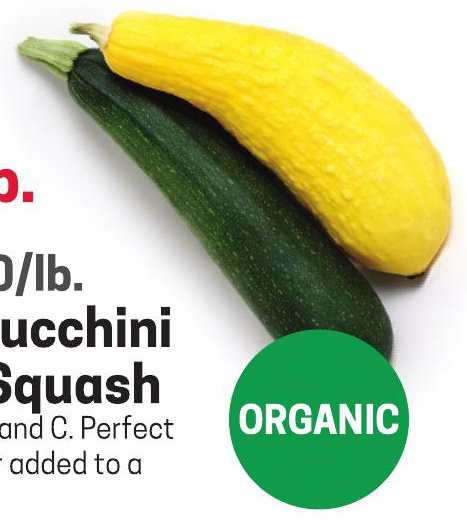 b.
0/lb.
ucchini
Squash
and C. Perfect
r added to a
ORGANIC